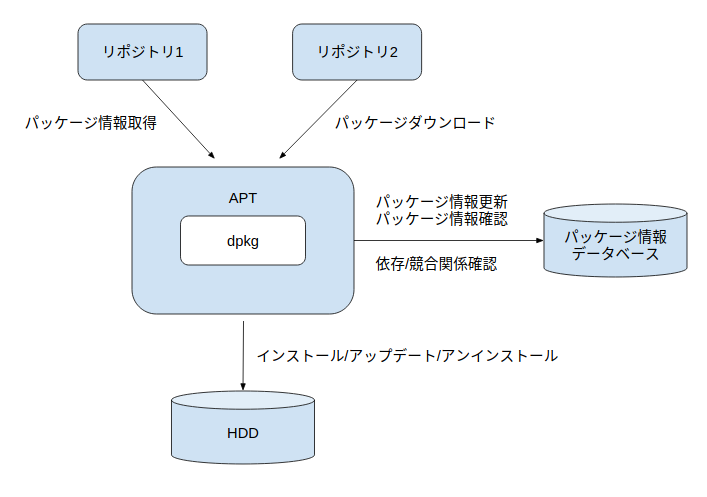 リポジトリ1
リポジトリ2
パッケージ情報取得
パッケージダウンロード
APT
dpkg
パッケージ情報更新
パッケージ情報確認
依存/競合関係確認
パッケージ情報
データベース
インストール/アップデート/アンインストール
HDD